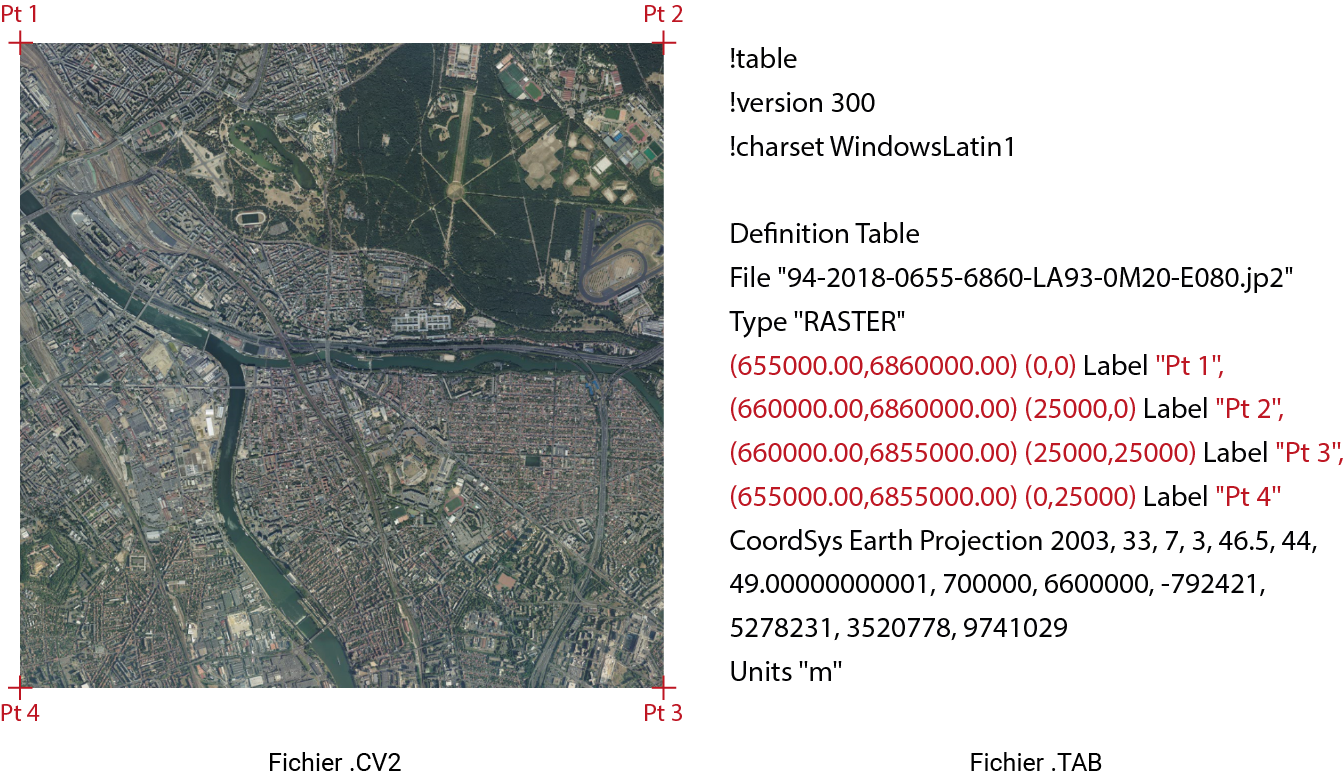 Pt 1
Pt 2
!table
!version 300
!charset WindowsLatin1
Definition Table
File "94-2018-0655-6860-LA93-0M20-E080.jp2"
Type "RASTER"
(655000.00,6860000.00) (0,0) Label "Pt 1",
(660000.00,6860000.00) (25000,0) Label "Pt 2",
(660000.00,6855000.00) (25000,25000) Label "Pt 3",
(655000.00,6855000.00) (0,25000) Label "Pt 4"
CoordSys Earth Projection 2003, 33, 7, 3, 46.5, 44,
49.00000000001, 700000, 6600000, -792421,
5278231, 3520778, 9741029
Units "m"
Pt 4
Pt 3
Fichier .CV2
Fichier .TAB